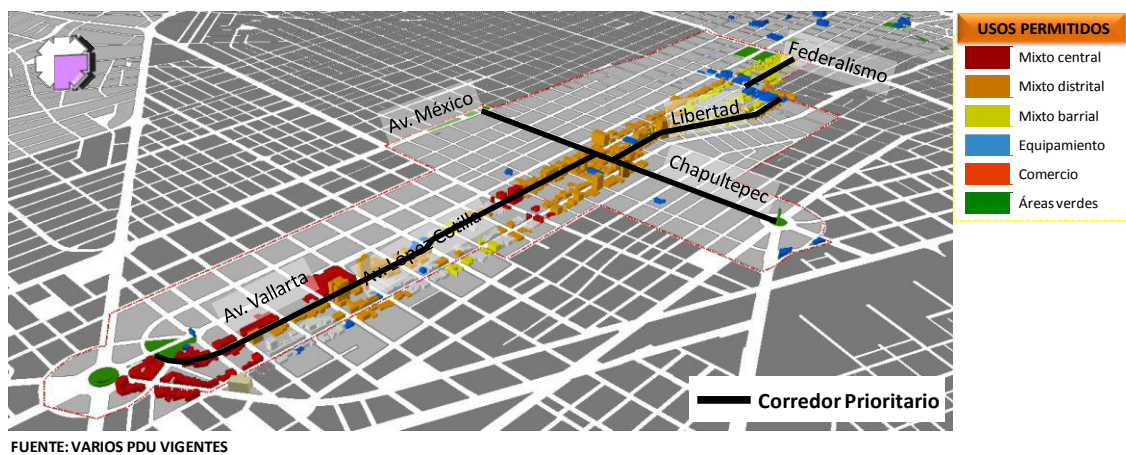 USOS PERMITIDOS
Mixto central
Mixto distrital
Mixto barrial
Equipamiento
Comercio
Áreas verdes
Federalismo
Av. México
Libertad
Chapultepec
Av. López Cotilla
Av. Vallarta
Corredor Prioritario
FUENTE: VARIOS PDU VIGENTES